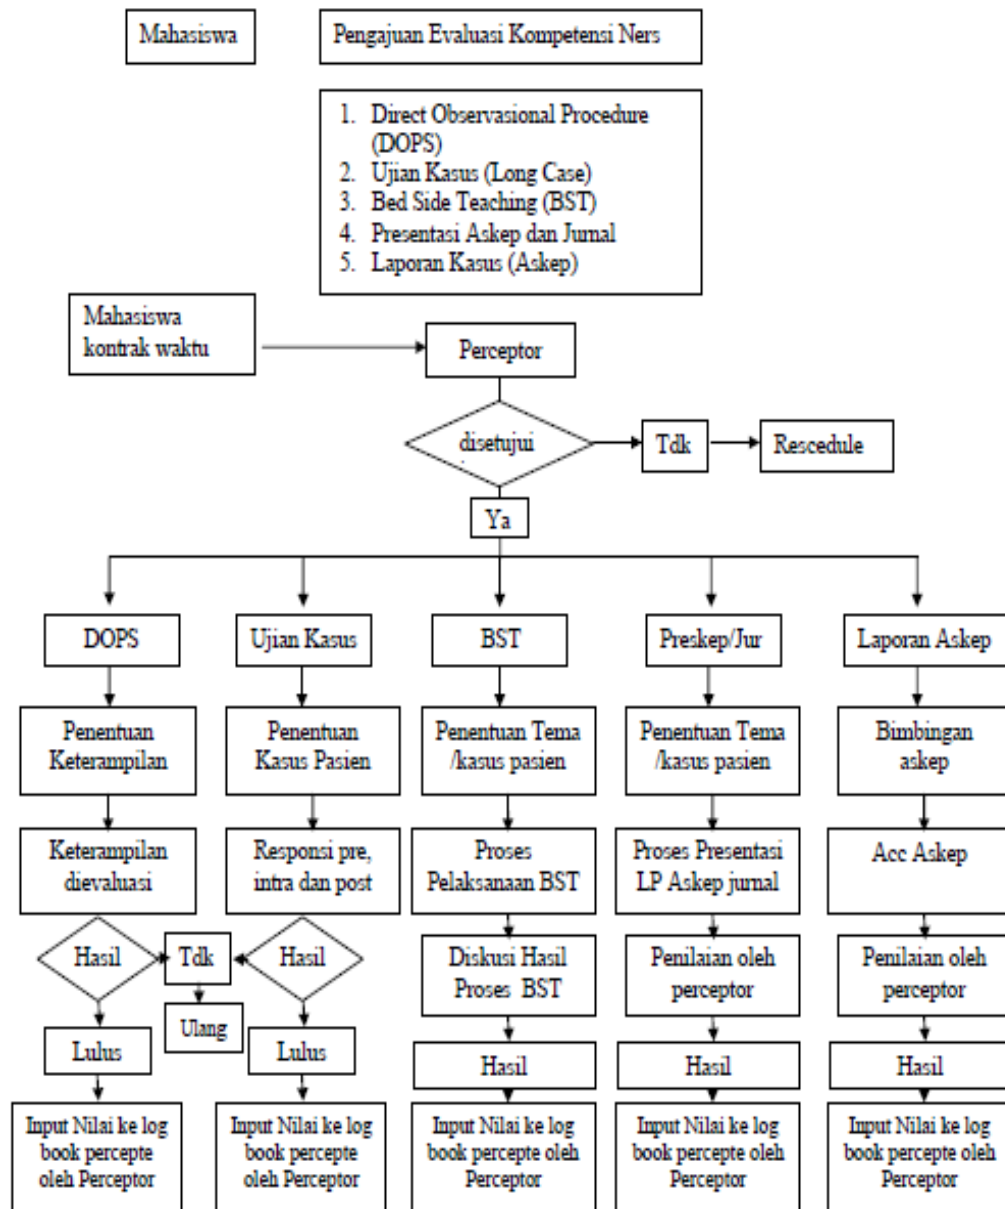 Mahasiswa
Pengajuan Evaluasi Kompetensi Ners
1. Direct Observasional Procedure
(DOPS)
2. Ujian Kasus (Long Case)
3. Bed Side Teaching (BST)
4. Presentasi Askep dan Jurnal
5. Laporan Kasus (Askep)
Mahasiswa
kontrak waktu
Perceptor
disetujui
Tdk
Rescedule
Ya
DOPS
Ujian Kasus
BST
Preskep/Jur
Laporan Askep
Penentuan
Keterampilan
Penentuan
Kasus Pasien
Penentuan Tema
/kasus pasien
Penentuan Tema
/kasus pasien
Bimbingan
askep
Keterampilan
dievaluasi
Responsi pre,
intra dan post
Proses
Pelaksanaan BST
Proses Presentasi
LP Askep jurnal
Acc Askep
Hasil
Tdk
Hasil
Diskusi Hasil
Proses BST
Penilaian oleh
perceptor
Penilaian oleh
perceptor
Ulang
Lulus
Lulus
Hasil
Hasil
Hasil
Input Nilai ke log
book percepte
oleh Perceptor
Input Nilai ke log
book percepte
oleh Perceptor
Input Nilai ke log
book percepte oleh
Perceptor
Input Nilai ke log
book percepte oleh
Perceptor
Input Nilai ke log
book percepte oleh
Perceptor